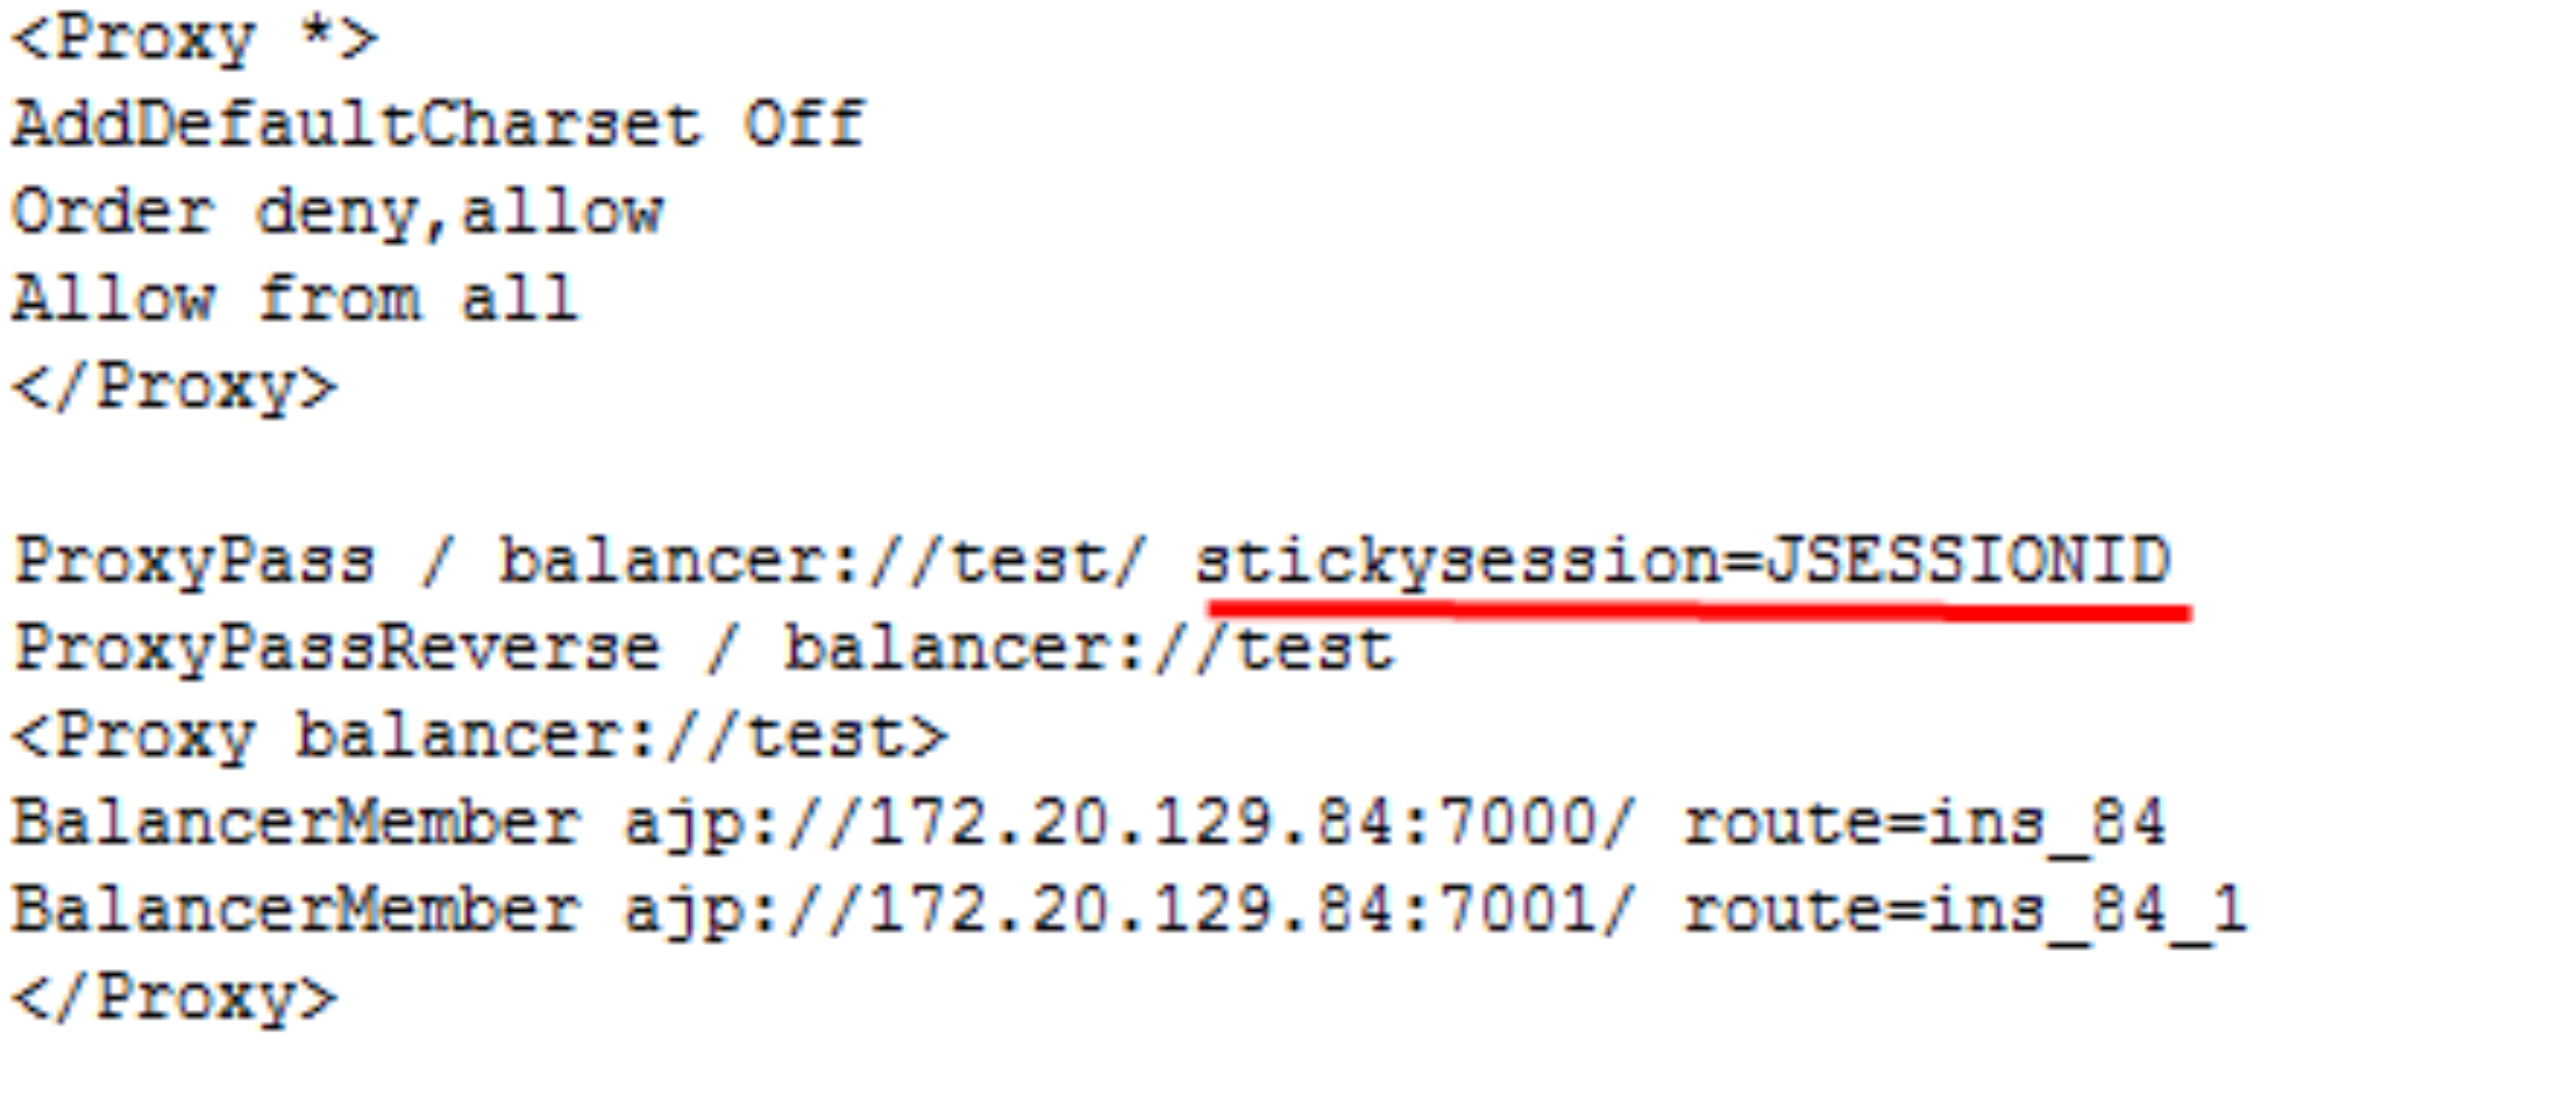 <Proxy *>
AddDefaultCharset Off
Order deny,allow
Allow from all
</Proxy>
ProxyPass / balancer://test/ stickysession=JSESSIONID
ProxyPassReverse / balancer://test
<Proxy balancer://test>
BalancerMember ajp://172.20.129.84:7000/ route=ins_84
BalancerMember ajp://172.20.129.84:7001/ route=ins_84_1
</Proxy>